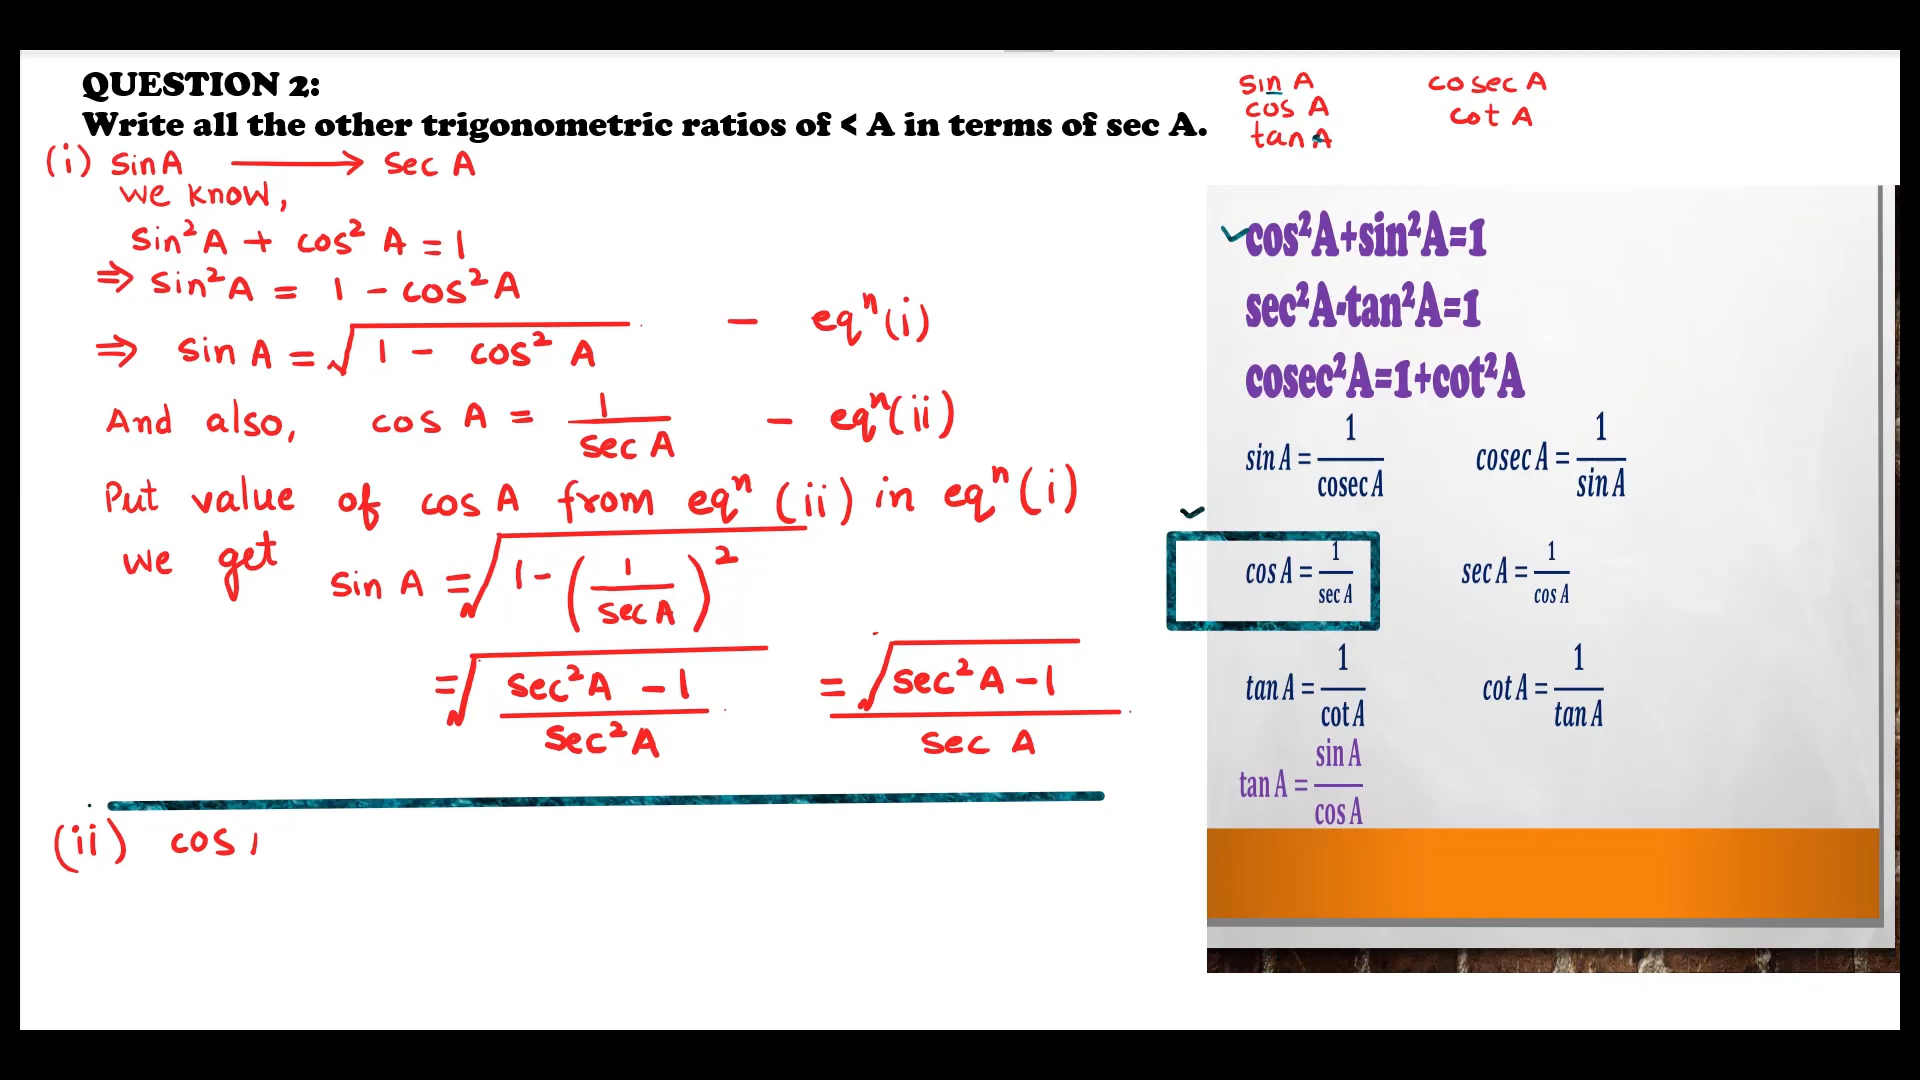 QUESTION 2:
Write all the other trigonometric ratios of < A in terms of sec A.
sin A cosec A
cos A cot A
tan A
(i) sin A ⟶ sec A
we know,
sin²A + cos² A = 1
⇒ sin²A = 1 - cos²A
⇒ sin A = √(1 - cos² A) - eqⁿ(i)
And also, cos A = 1/sec A - eqⁿ(ii)
Put value of cos A from eqⁿ (ii) in eqⁿ(i)
we get sin A = √(1 - (1/sec A)²)
= √((sec²A - 1)/sec²A) = √(sec²A - 1)/sec A
(ii) cos
cos²A+sin²A=1
sec²A-tan²A=1
cosec²A=1+cot²A
sin A = 1/cosec A cosec A = 1/sin A
cos A = 1/sec A sec A = 1/cos A
tan A = 1/cot A cot A = 1/tan A
tan A = sin A/cos A